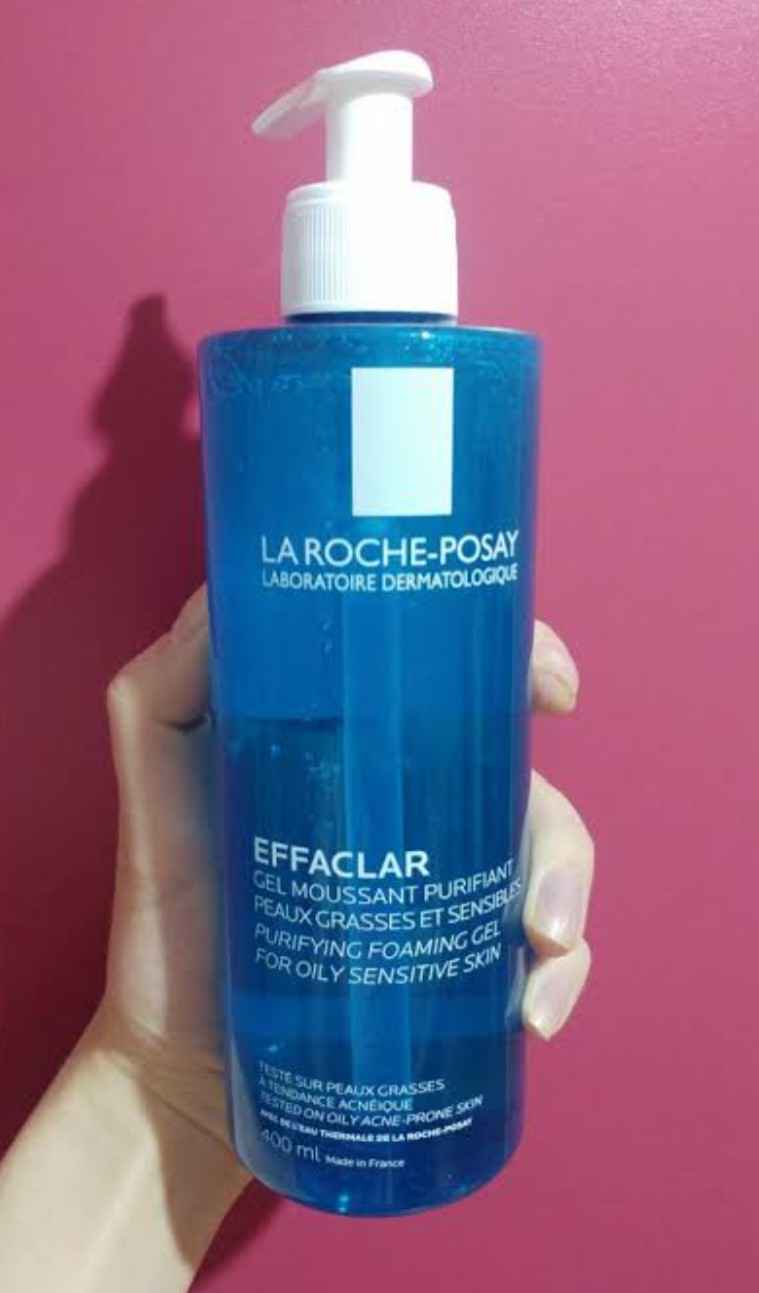 LA ROCHE-POSAY
LABORATOIRE DERMATOLOGIQUE
EFFACLAR
GEL MOUSSANT PURIFIANT
PEAUX GRASSES ET SENSIBLES
PURIFYING FOAMING GEL
FOR OILY SENSITIVE SKIN
TESTÉ SUR PEAUX GRASSES
À TENDANCE ACNÉIQUE
TESTED ON OILY ACNE-PRONE SKIN
AVEC DE L'EAU THERMALE DE LA ROCHE-POSAY
400 ml Made in France